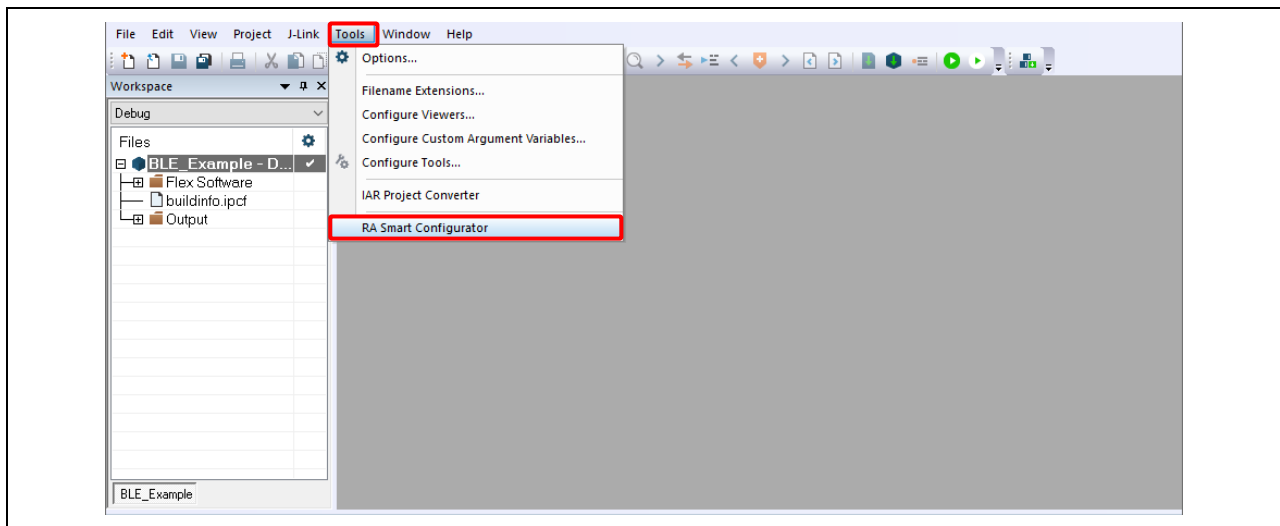 File Edit View Project J-Link Tools Window Help
Options...
Workspace
Filename Extensions...
Debug
Configure Viewers...
Files
Configure Custom Argument Variables...
BLE_Example - D...
Configure Tools...
Flex Software
buildinfo.ipcf
IAR Project Converter
Output
RA Smart Configurator
BLE_Example